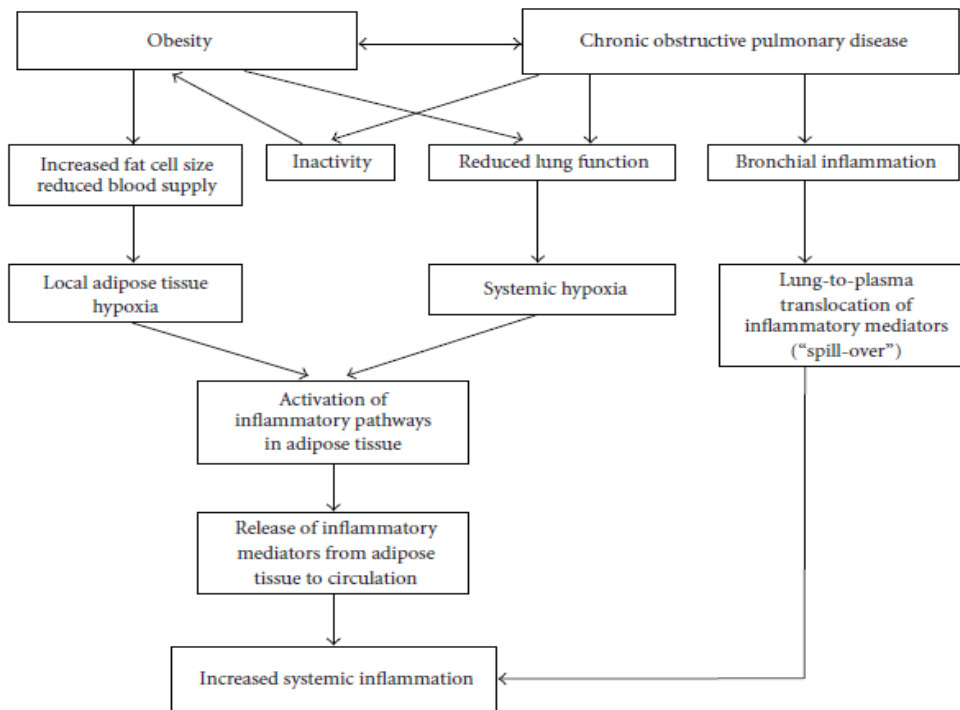 Obesity
Chronic obstructive pulmonary disease
Increased fat cell size
reduced blood supply
Inactivity
Reduced lung function
Bronchial inflammation
Local adipose tissue
hypoxia
Systemic hypoxia
Lung-to-plasma
translocation of
inflammatory mediators
(“spill-over”)
Activation of
inflammatory pathways
in adipose tissue
Release of inflammatory
mediators from adipose
tissue to circulation
Increased systemic inflammation